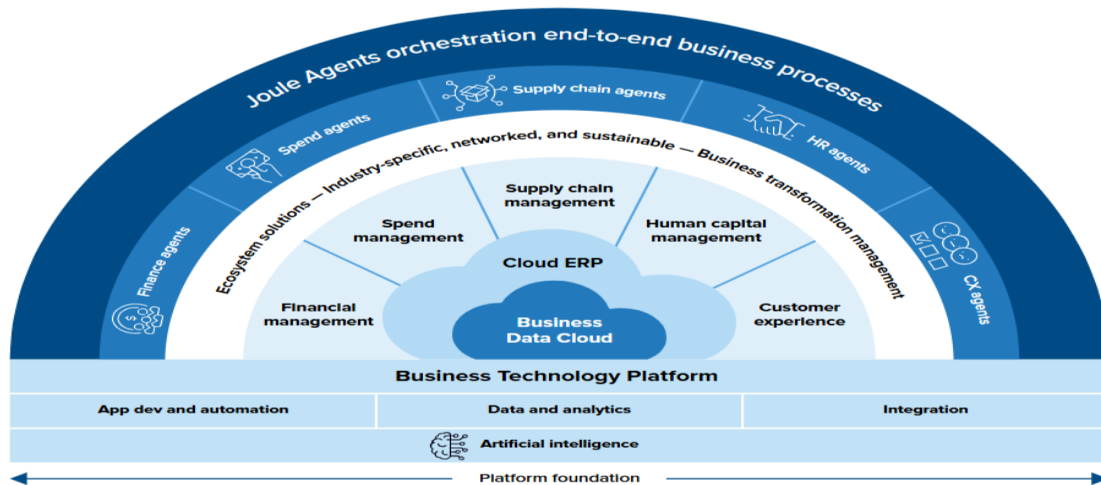 Joule Agents orchestration end-to-end business processes
Finance agents
Spend agents
Supply chain agents
HR agents
CX agents
Ecosystem solutions — Industry-specific, networked, and sustainable — Business transformation management
Financial
management
Spend
management
Supply chain
management
Human capital
management
Customer
experience
Cloud ERP
Business
Data Cloud
$
Business Technology Platform
App dev and automation
Data and analytics
Integration
Artificial intelligence
Platform foundation